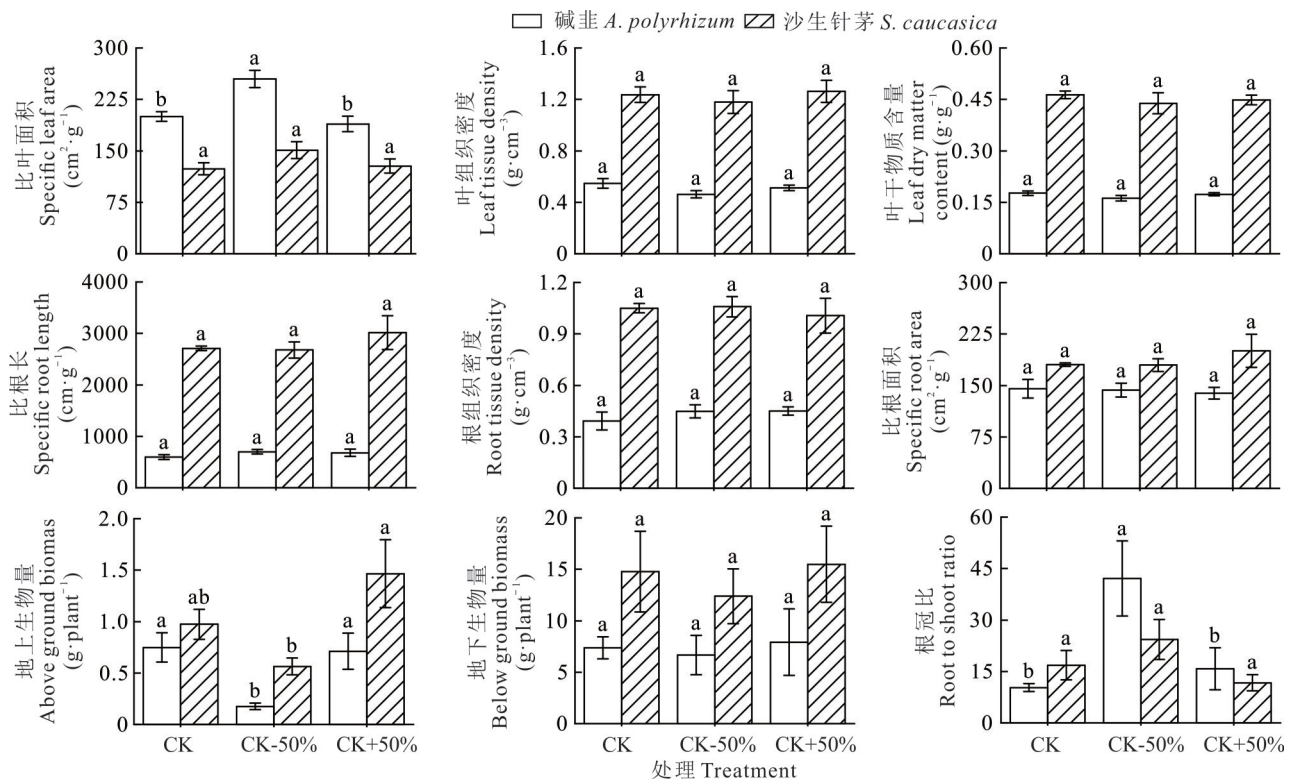 碱韭 A. polyrhizum 沙生针茅 S. caucasica
比叶面积
Specific leaf area
(cm²·g⁻¹)
300
225
150
75
0
b
a
a
a
b
a
叶组织密度
Leaf tissue density
(g·cm⁻³)
1.6
1.2
0.8
0.4
0
a
a
a
a
a
a
叶干物质含量
Leaf dry matter
content (g·g⁻¹)
0.60
0.45
0.30
0.15
0
a
a
a
a
a
a
比根长
Specific root length
(cm·g⁻¹)
4000
3000
2000
1000
0
a
a
a
a
a
a
根组织密度
Root tissue density
(g·cm⁻³)
1.2
0.9
0.6
0.3
0
a
a
a
a
a
a
比根面积
Specific root area
(cm²·g⁻¹)
300
225
150
75
0
a
a
a
a
a
a
地上生物量
Above ground biomas
(g·plant⁻¹)
2.0
1.5
1.0
0.5
0
a
ab
b
b
a
a
CK
CK-50%
CK+50%
地下生物量
Below ground biomass
(g·plant⁻¹)
20
15
10
5
0
a
a
a
a
a
a
CK
CK-50%
CK+50%
根冠比
Root to shoot ratio
60
45
30
15
0
b
a
a
a
b
a
CK
CK-50%
CK+50%
处理 Treatment